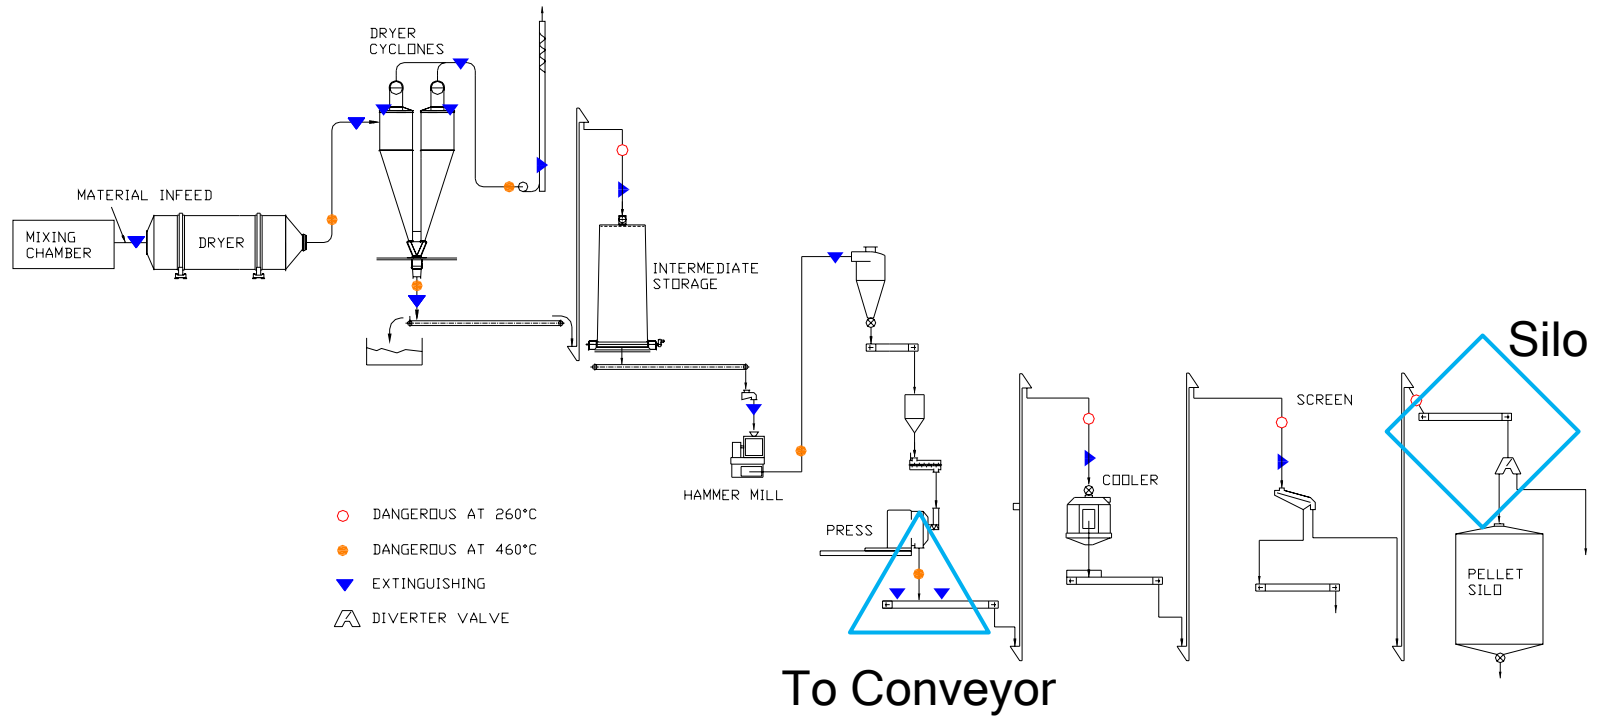 DRYER
CYCLONES
MATERIAL INFEED
MIXING
CHAMBER
DRYER
INTERMEDIATE
STORAGE
Silo
SCREEN
HAMMER MILL
COOLER
PRESS
DANGEROUS AT 260°C
DANGEROUS AT 460°C
EXTINGUISHING
DIVERTER VALVE
PELLET
SILO
To Conveyor